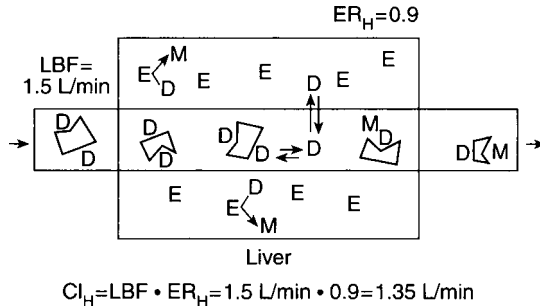 ER_H=0.9
LBF=
1.5 L/min
M
E
D
E
E
D
E
E
D
D
D
D
D
D
D
M
D
D
M
E
D
E
M
E
E
Liver
Cl_H=LBF • ER_H=1.5 L/min • 0.9=1.35 L/min